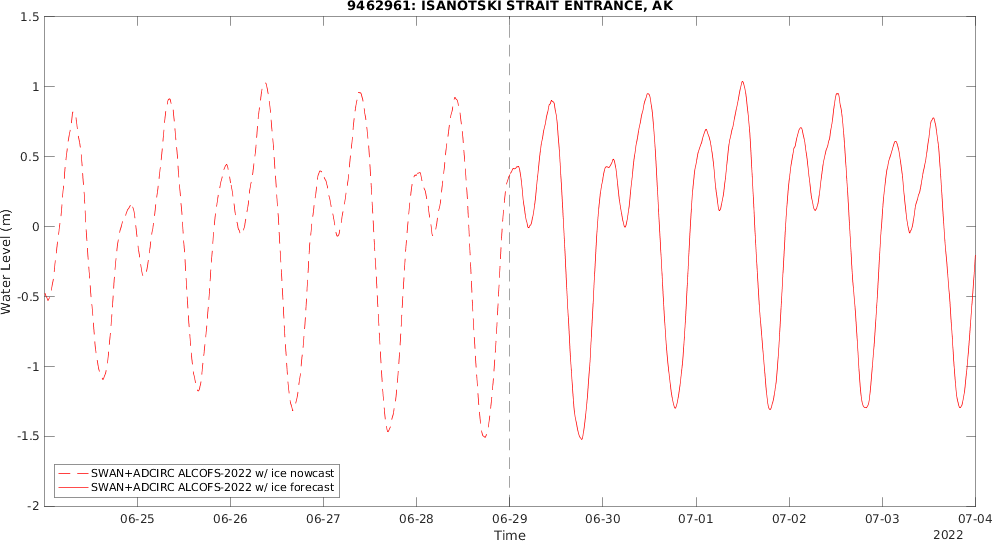 9462961: ISANOTSKI STRAIT ENTRANCE, AK
1.5
1
0.5
0
-0.5
-1
-1.5
-2
Water Level (m)
SWAN+ADCIRC ALCOFS-2022 w/ ice nowcast
SWAN+ADCIRC ALCOFS-2022 w/ ice forecast
06-25 06-26 06-27 06-28 06-29 06-30 07-01 07-02 07-03 07-04
Time
2022